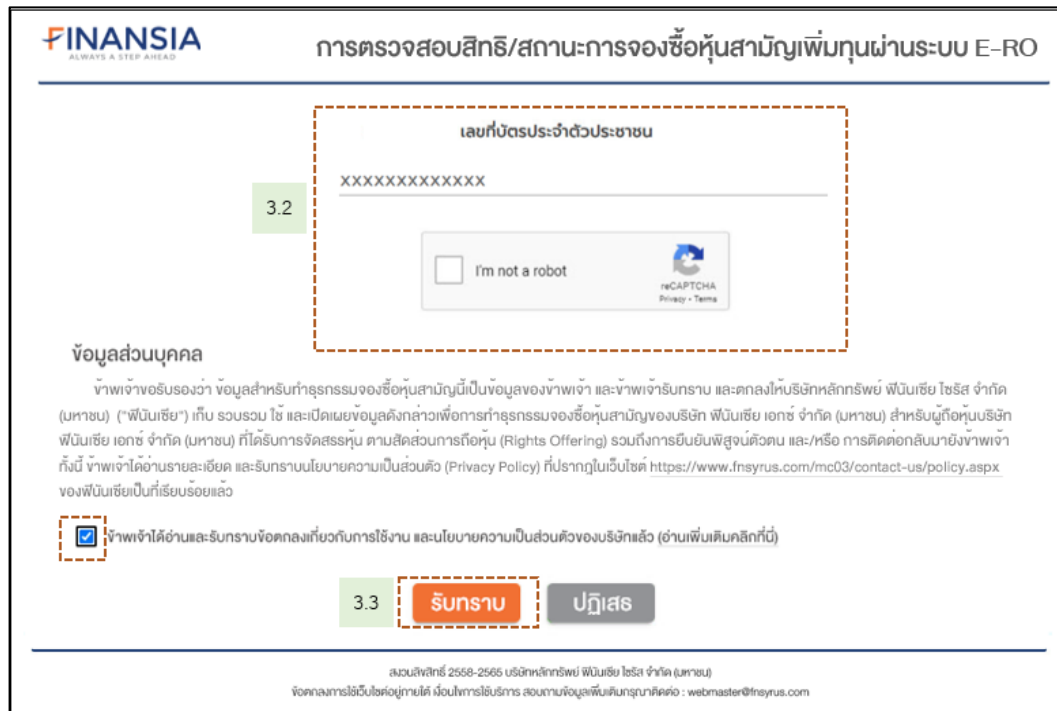 FINANSIA
ALWAYS A STEP AHEAD
การตรวจสอบสิทธิ/สถานะการจองซื้อหุ้นสามัญเพิ่มทุนผ่านระบบ E-RO
เลขที่บัตรประจำตัวประชาชน
XXXXXXXXXXXXX
3.2
I'm not a robot
reCAPTCHA
Privacy - Terms
ข้อมูลส่วนบุคคล
ข้าพเจ้าขอรับรองว่า ข้อมูลสำหรับทำธุรกรรมจองซื้อหุ้นสามัญนี้เป็นข้อมูลของข้าพเจ้า และข้าพเจ้ารับทราบ และตกลงให้บริษัทหลักทรัพย์ ฟินันเซีย ไซรัส จำกัด
(มหาชน) ("ฟินันเซีย") เก็บ รวบรวม ใช้ และเปิดเผยข้อมูลดังกล่าวเพื่อการทำธุรกรรมจองซื้อหุ้นสามัญของบริษัท ฟินันเซีย เอกซ์ จำกัด (มหาชน) สำหรับผู้ถือหุ้นบริษัท
ฟินันเซีย เอกซ์ จำกัด (มหาชน) ที่ได้รับการจัดสรรหุ้น ตามสัดส่วนการถือหุ้น (Rights Offering) รวมถึงการยืนยันพิสูจน์ตัวตน และ/หรือ การติดต่อกลับมายังข้าพเจ้า
ทั้งนี้ ข้าพเจ้าได้อ่านรายละเอียด และรับทราบนโยบายความเป็นส่วนตัว (Privacy Policy) ที่ปรากฏในเว็บไซต์ https://www.fnsyrus.com/mc03/contact-us/policy.aspx
ของฟินันเซียเป็นที่เรียบร้อยแล้ว
ข้าพเจ้าได้อ่านและรับทราบข้อตกลงเกี่ยวกับการใช้งาน และนโยบายความเป็นส่วนตัวของบริษัทแล้ว (อ่านเพิ่มเติมคลิกที่นี่)
3.3 รับทราบ ปฏิเสธ
สงวนลิขสิทธิ์ 2558-2565 บริษัทหลักทรัพย์ ฟินันเซีย ไซรัส จำกัด (มหาชน)
ข้อตกลงการใช้เว็บไซต์อยู่ภายใต้ เงื่อนไขการใช้บริการ สอบถามข้อมูลเพิ่มเติมกรุณาติดต่อ : webmaster@fnsyrus.com